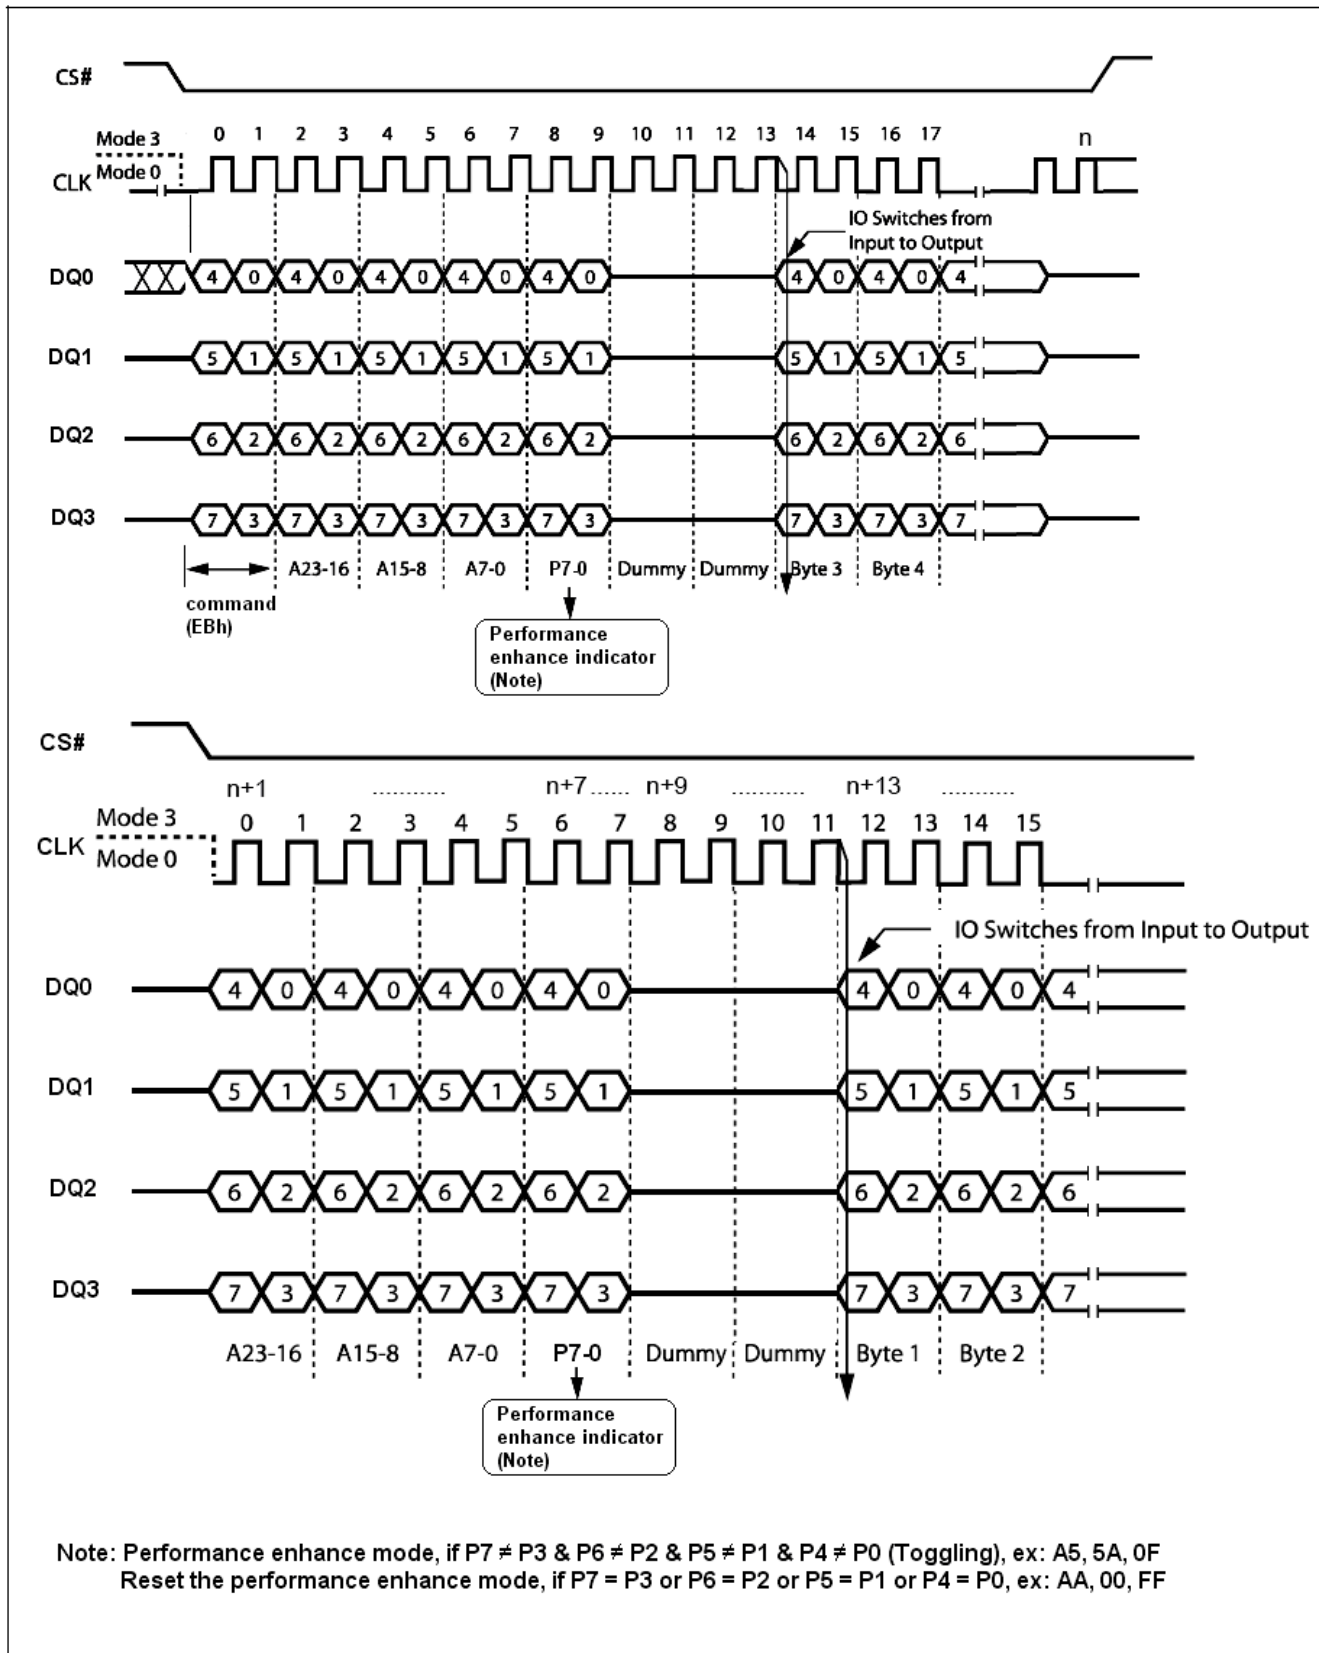 CS#
0 1 2 3 4 5 6 7 8 9 10 11 12 13 14 15 16 17 n
Mode 3
Mode 0
CLK
IO Switches from
Input to Output
DQ0 4 0 4 0 4 0 4 0 4 0 4 0 4 0 4
DQ1 5 1 5 1 5 1 5 1 5 1 5 1 5 1 5
DQ2 6 2 6 2 6 2 6 2 6 2 6 2 6 2 6
DQ3 7 3 7 3 7 3 7 3 7 3 7 3 7 3 7
A23-16 A15-8 A7-0 P7-0 Dummy Dummy Byte 3 Byte 4
command
(EBh)
Performance
enhance indicator
(Note)
CS#
n+1 ............ n+7 ...... n+9 ............ n+13 ............
Mode 3 0 1 2 3 4 5 6 7 8 9 10 11 12 13 14 15
CLK
Mode 0
IO Switches from Input to Output
DQ0 4 0 4 0 4 0 4 0 4 0 4 0 4
DQ1 5 1 5 1 5 1 5 1 5 1 5 1 5
DQ2 6 2 6 2 6 2 6 2 6 2 6 2 6
DQ3 7 3 7 3 7 3 7 3 7 3 7 3 7
A23-16 A15-8 A7-0 P7-0 Dummy Dummy Byte 1 Byte 2
Performance
enhance indicator
(Note)
Note: Performance enhance mode, if P7 ≠ P3 & P6 ≠ P2 & P5 ≠ P1 & P4 ≠ P0 (Toggling), ex: A5, 5A, 0F
Reset the performance enhance mode, if P7 = P3 or P6 = P2 or P5 = P1 or P4 = P0, ex: AA, 00, FF